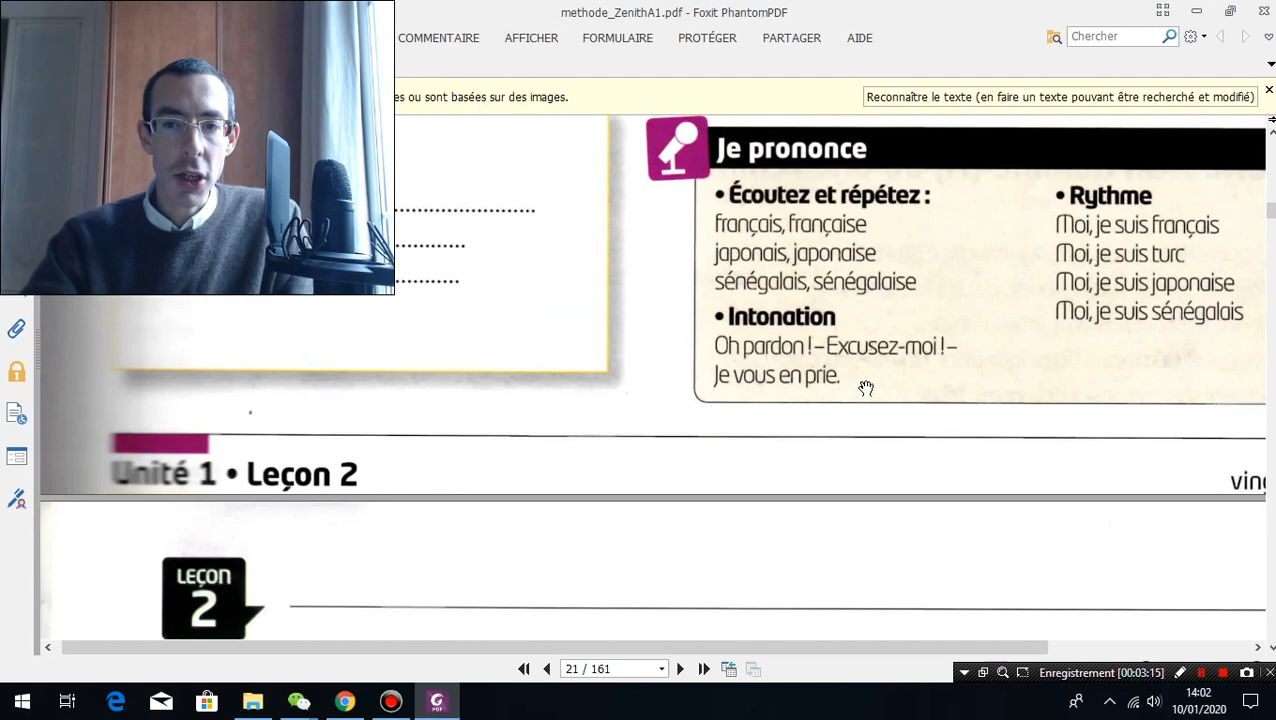 methode_ZenithA1.pdf - Foxit PhantomPDF
COMMENTAIRE AFFICHER FORMULAIRE PROTÉGER PARTAGER AIDE
Chercher
es ou sont basées sur des images.
Reconnaître le texte (en faire un texte pouvant être recherché et modifié)
Je prononce
• Écoutez et répétez :
français, française
japonais, japonaise
sénégalais, sénégalaise
• Intonation
Oh pardon ! – Excusez-moi ! –
Je vous en prie.
• Rythme
Moi, je suis français
Moi, je suis turc
Moi, je suis japonaise
Moi, je suis sénégalais
Unité 1 • Leçon 2
LEÇON
2
21 / 161
Enregistrement [00:03:15]
PDF
14:02
10/01/2020